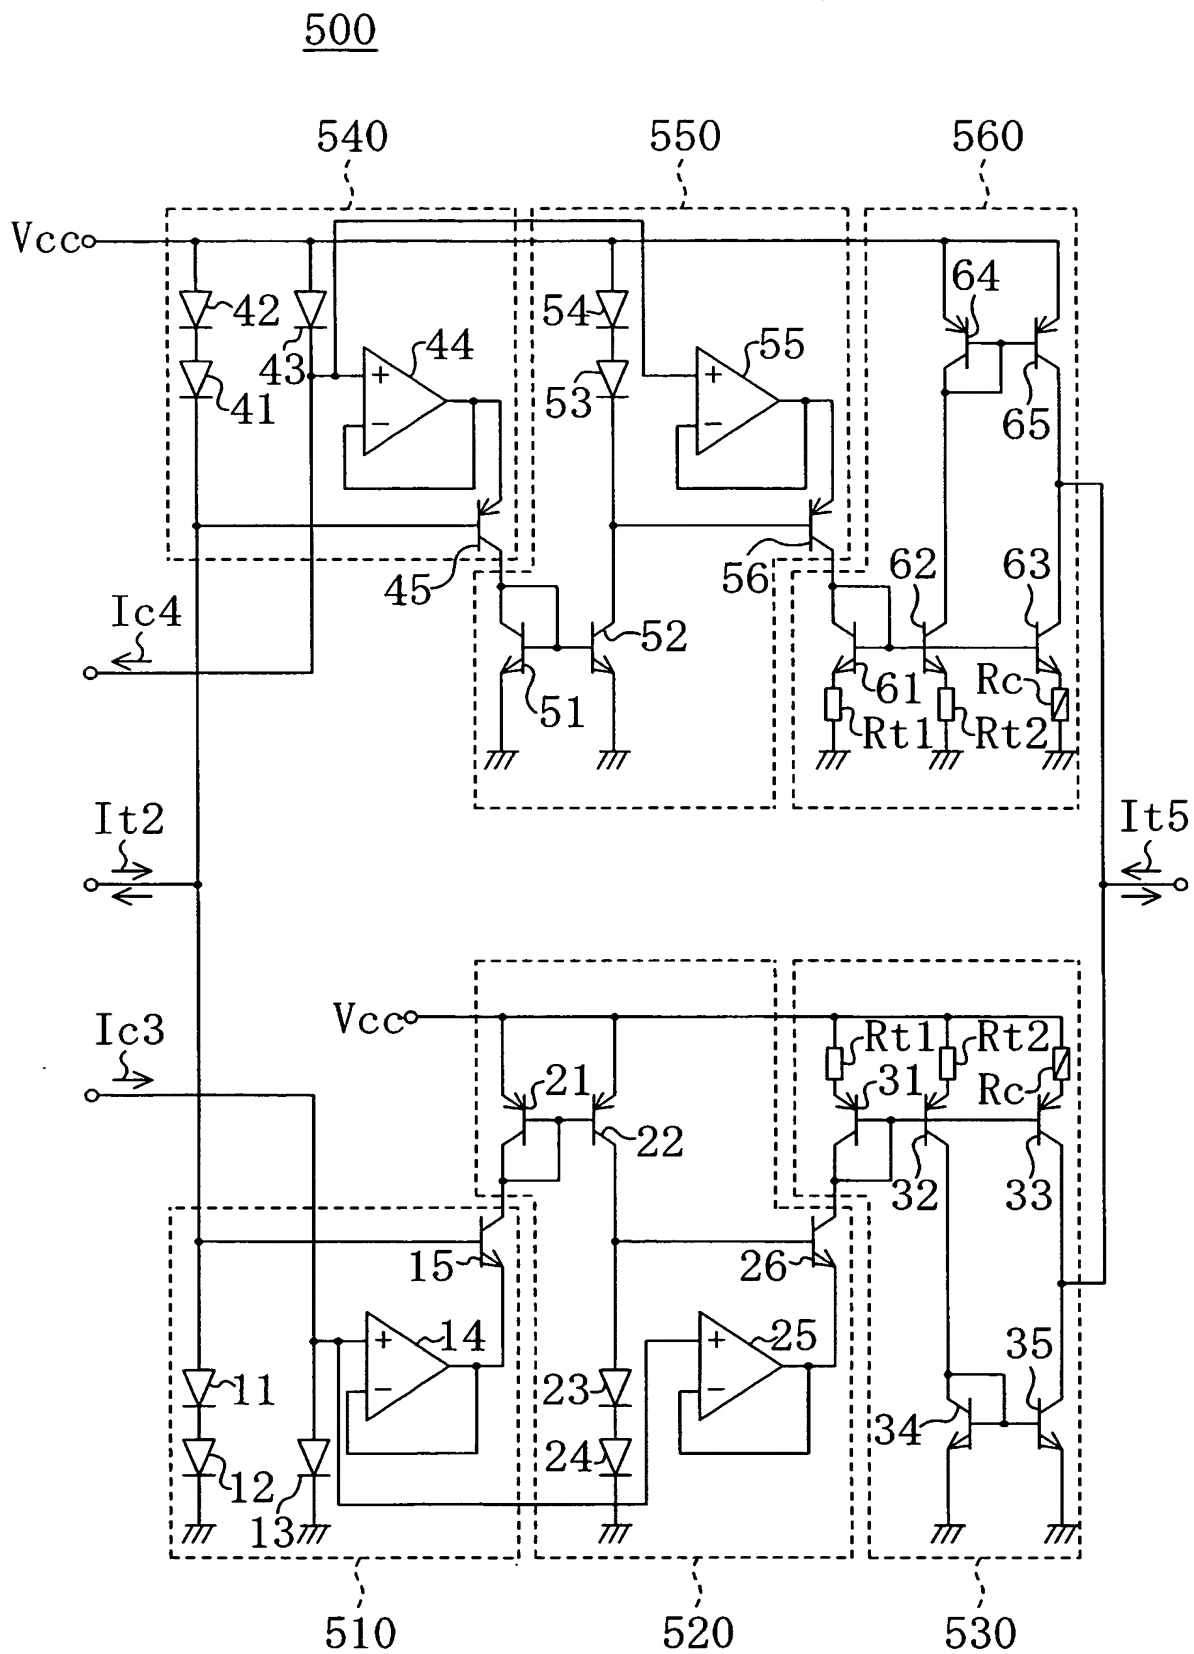 500
540 550 560
Vcc
42 43 44 54 55 64
41 53 65
45 56 62 63
Ic4
52
51 61 Rc
Rt1 Rt2
It2 It5
Ic3 Vcc Rt1 Rt2
21 31 Rc
22 32 33
15 26
14 25 35
11 23 34
12 24
13
510 520 530
+
−
+
−
+
−
+
−